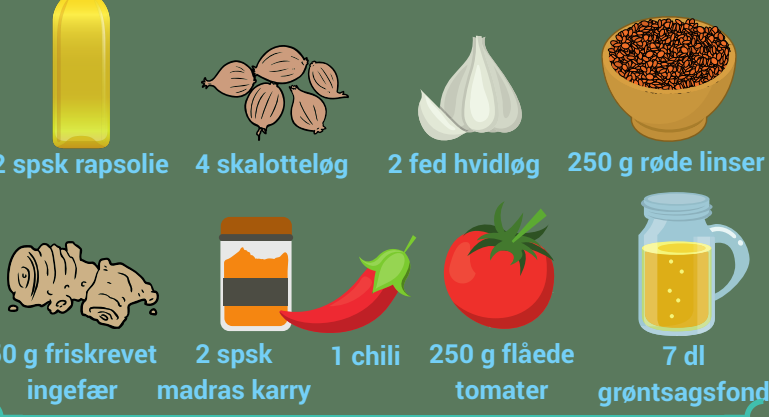 2 spsk rapsolie
4 skalotteløg
2 fed hvidløg
250 g røde linser
0 g friskrevet
ingefær
2 spsk
madras karry
1 chili
250 g flåede
tomater
7 dl
grøntsagsfond